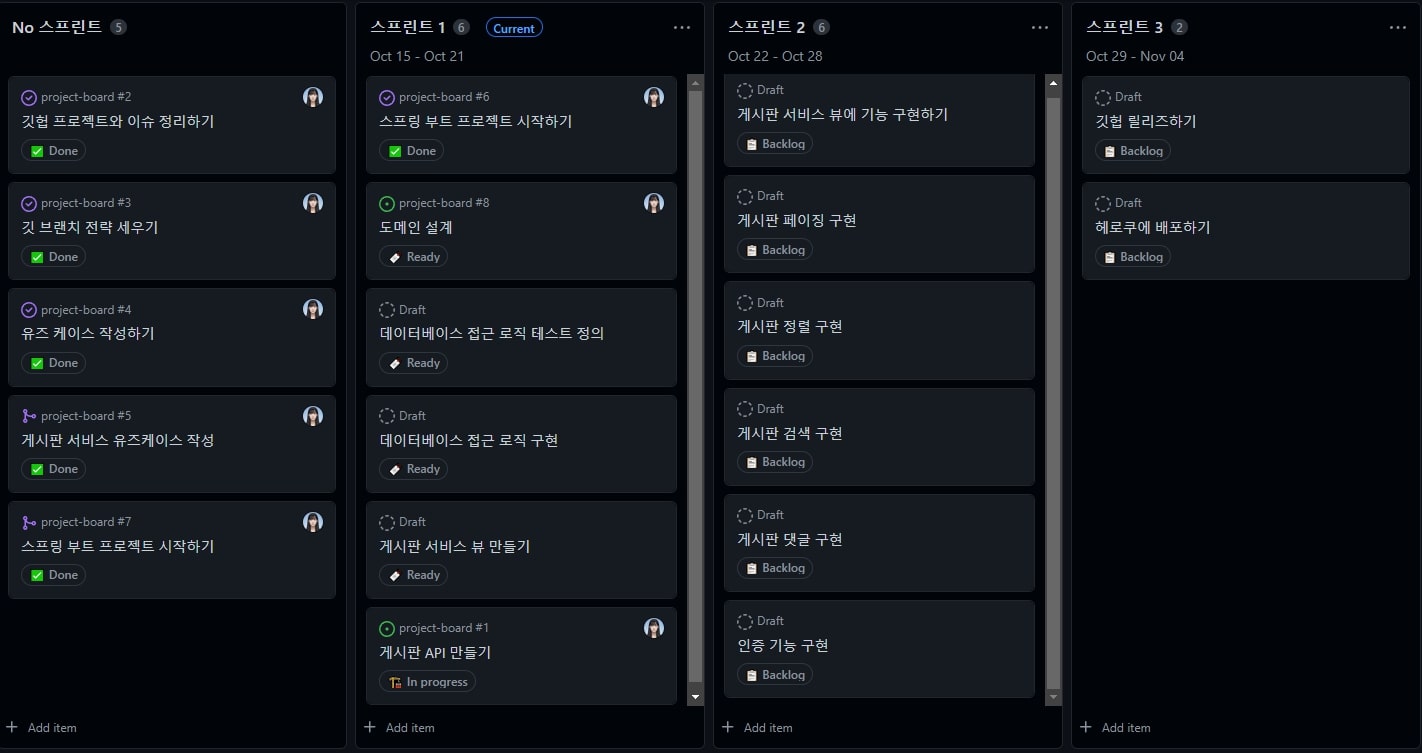 No 스프린트 5
project-board #2
깃헙 프로젝트와 이슈 정리하기
Done
project-board #3
깃 브랜치 전략 세우기
Done
project-board #4
유즈 케이스 작성하기
Done
project-board #5
게시판 서비스 유즈케이스 작성
Done
project-board #7
스프링 부트 프로젝트 시작하기
Done
Add item
스프린트 1 6 Current
Oct 15 - Oct 21
project-board #6
스프링 부트 프로젝트 시작하기
Done
project-board #8
도메인 설계
Ready
Draft
데이터베이스 접근 로직 테스트 정의
Ready
Draft
데이터베이스 접근 로직 구현
Ready
Draft
게시판 서비스 뷰 만들기
Ready
project-board #1
게시판 API 만들기
In progress
Add item
스프린트 2 6
Oct 22 - Oct 28
Draft
게시판 서비스 뷰에 기능 구현하기
Backlog
Draft
게시판 페이징 구현
Backlog
Draft
게시판 정렬 구현
Backlog
Draft
게시판 검색 구현
Backlog
Draft
게시판 댓글 구현
Backlog
Draft
인증 기능 구현
Backlog
Add item
스프린트 3 2
Oct 29 - Nov 04
Draft
깃헙 릴리즈하기
Backlog
Draft
헤로쿠에 배포하기
Backlog
Add item